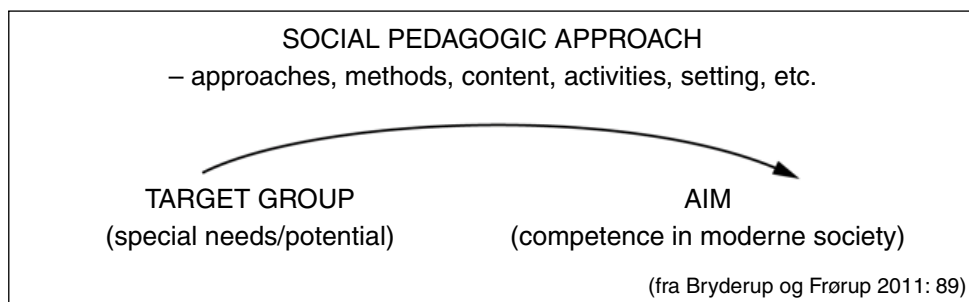 SOCIAL PEDAGOGIC APPROACH
– approaches, methods, content, activities, setting, etc.
TARGET GROUP
(special needs/potential)
AIM
(competence in moderne society)
(fra Bryderup og Frørup 2011: 89)